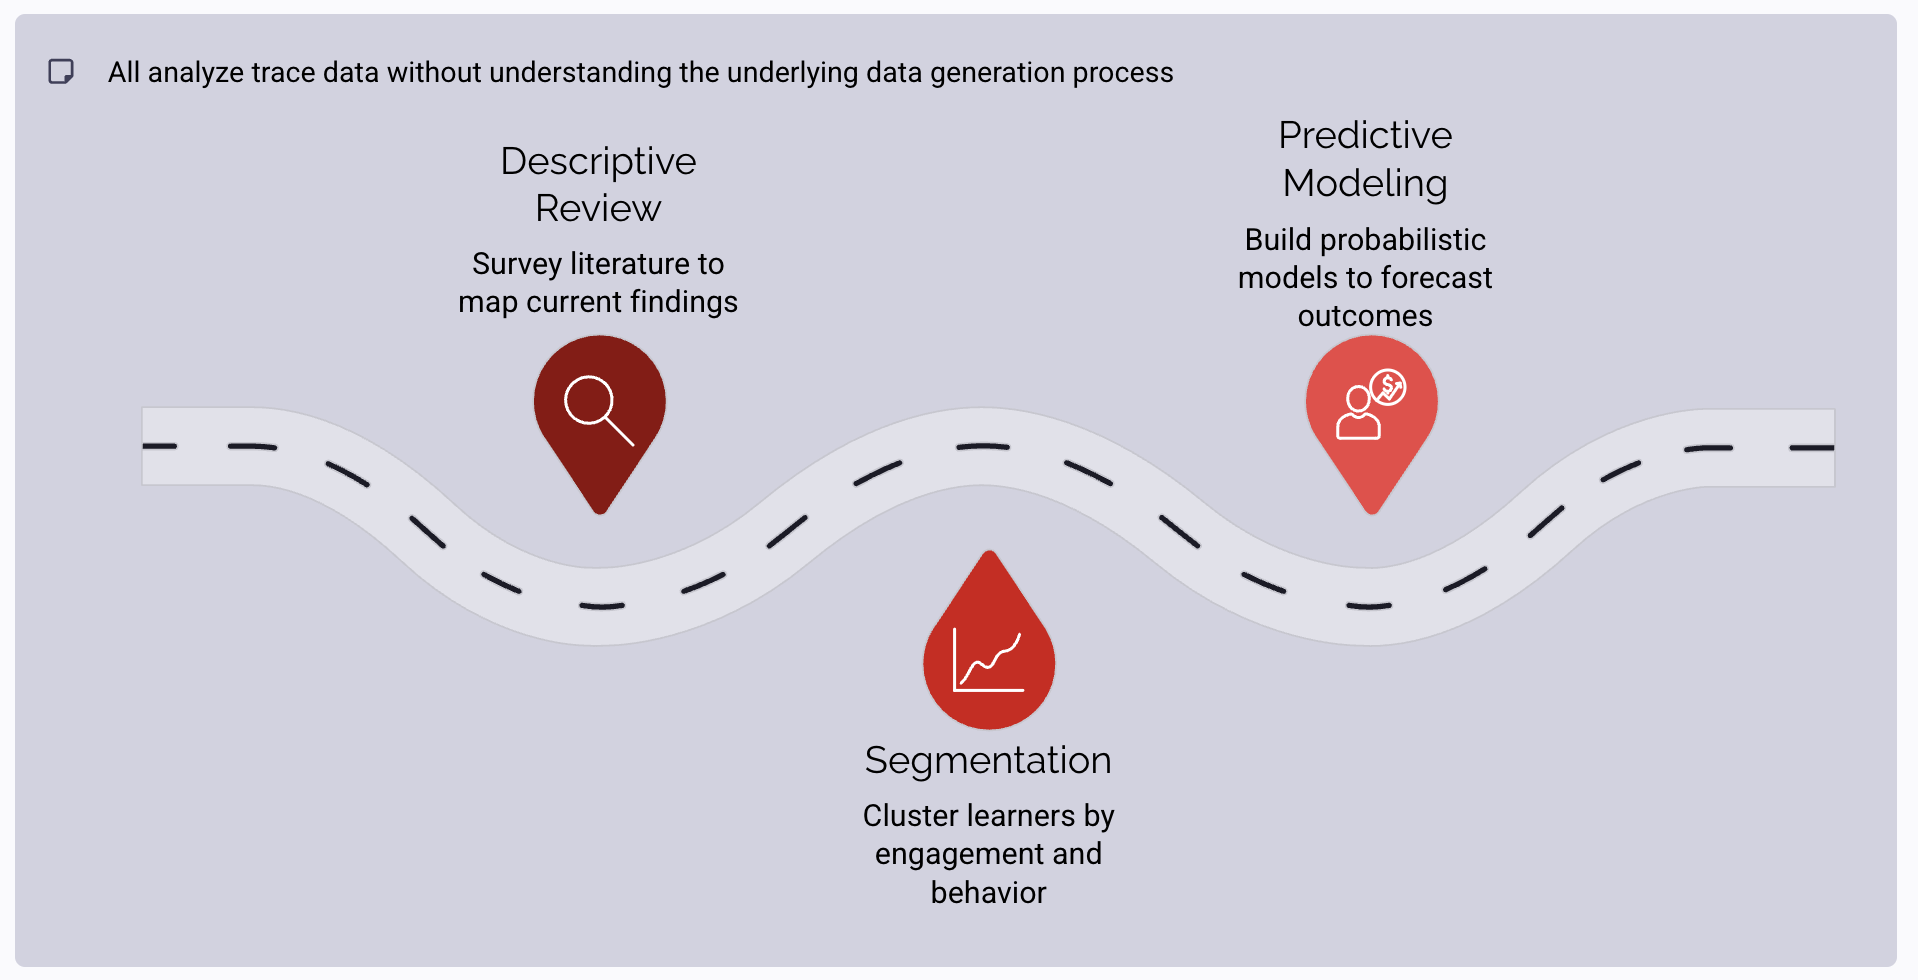 All analyze trace data without understanding the underlying data generation process
Descriptive
Review
Survey literature to
map current findings
Predictive
Modeling
Build probabilistic
models to forecast
outcomes
$
Segmentation
Cluster learners by
engagement and
behavior